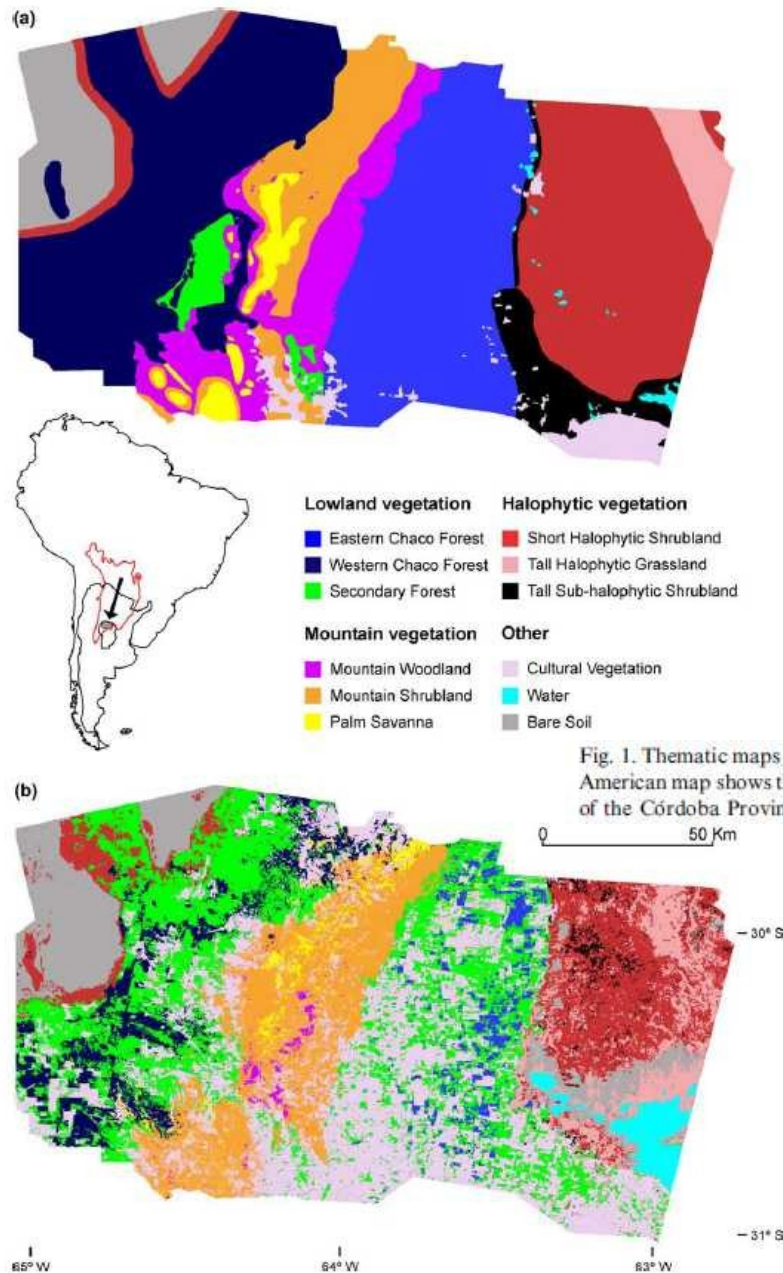 (a)
Lowland vegetation
Eastern Chaco Forest
Western Chaco Forest
Secondary Forest
Mountain vegetation
Mountain Woodland
Mountain Shrubland
Palm Savanna
Halophytic vegetation
Short Halophytic Shrubland
Tall Halophytic Grassland
Tall Sub-halophytic Shrubland
Other
Cultural Vegetation
Water
Bare Soil
Fig. 1. Thematic maps
American map shows t
of the Córdoba Provin
0 50 Km
(b)
30° S
31° S
65° W 64° W 63° W